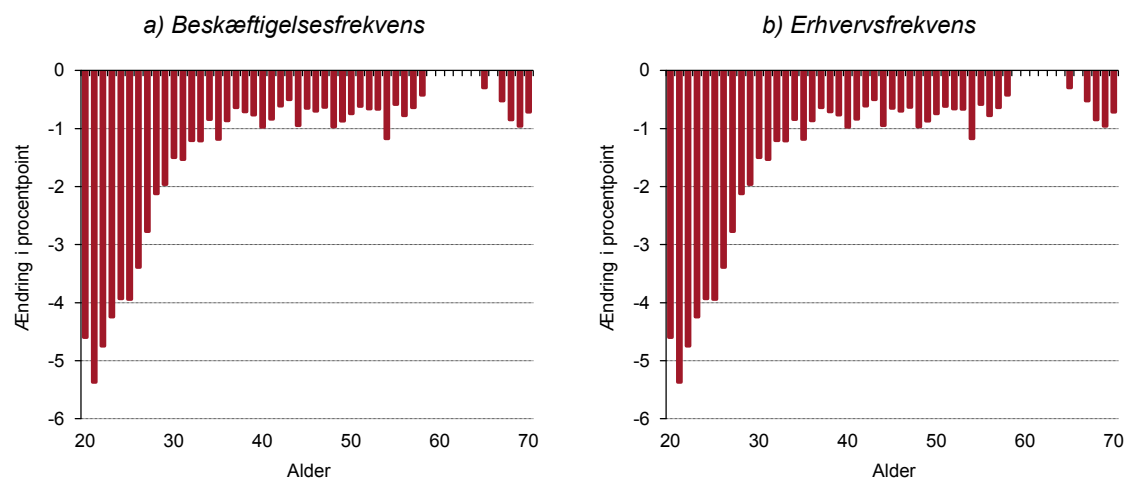 a) Beskæftigelsesfrekvens
0
-1
-2
-3
-4
-5
-6
Ændring i procentpoint
20 30 40 50 60 70
Alder
b) Erhvervsfrekvens
0
-1
-2
-3
-4
-5
-6
Ændring i procentpoint
20 30 40 50 60 70
Alder